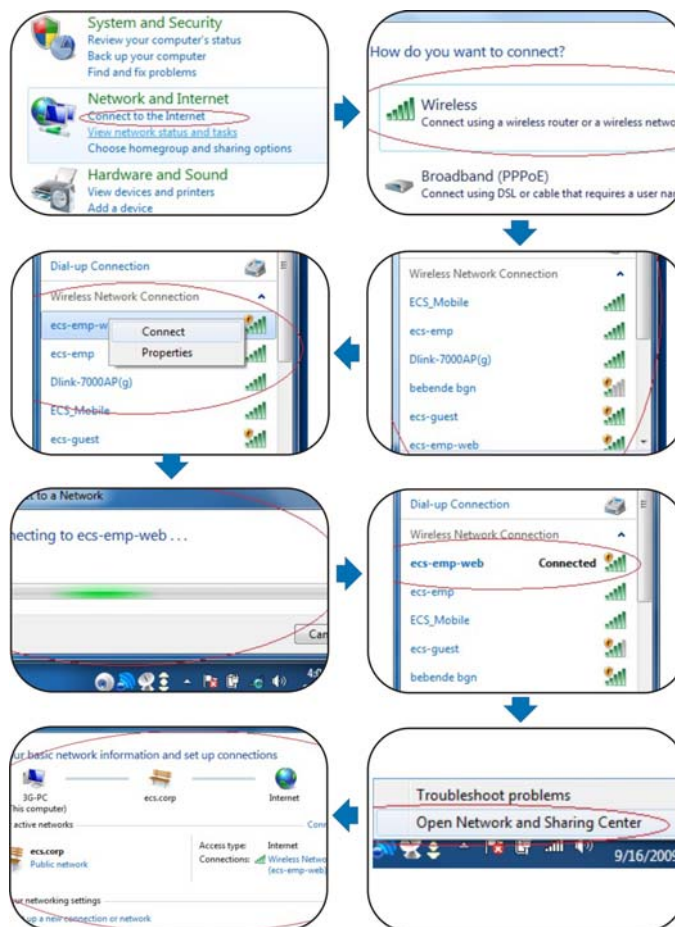 System and Security
Review your computer's status
Back up your computer
Find and fix problems
Network and Internet
Connect to the Internet
View network status and tasks
Choose homegroup and sharing options
Hardware and Sound
View devices and printers
Add a device
How do you want to connect?
Wireless
Connect using a wireless router or a wireless netwo
Broadband (PPPoE)
Connect using DSL or cable that requires a user nar
Wireless Network Connection
ECS_Mobile
ecs-emp
Dlink-7000AP(g)
bebende bgn
ecs-guest
ecs-emp-web
Dial-up Connection
Wireless Network Connection
ecs-emp-w
Connect
Properties
ecs-emp
Dlink-7000AP(g)
ECS_Mobile
ecs-guest
ct to a Network
necting to ecs-emp-web . . .
Can
Dial-up Connection
Wireless Network Connection
ecs-emp-web Connected
ecs-emp
ECS_Mobile
ecs-guest
bebende bgn
Troubleshoot problems
Open Network and Sharing Center
9/16/2009
ur basic network information and set up connections
3G-PC ecs.corp Internet
his computer)
active networks Conn
ecs.corp Access type: Internet
Public network Connections: Wireless Netwo
(ecs-emp-web)
ur networking settings
up a new connection or network